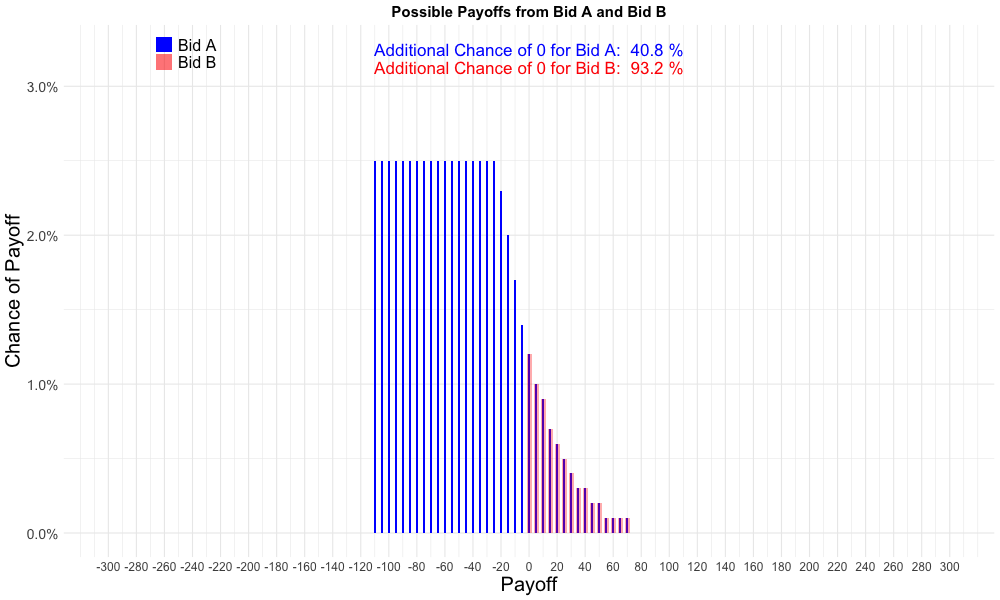 Possible Payoffs from Bid A and Bid B
Bid A
Bid B
Additional Chance of 0 for Bid A:  40.8 %
Additional Chance of 0 for Bid B:  93.2 %
Chance of Payoff
3.0%
2.0%
1.0%
0.0%
-300 -280 -260 -240 -220 -200 -180 -160 -140 -120 -100 -80 -60 -40 -20 0 20 40 60 80 100 120 140 160 180 200 220 240 260 280 300
Payoff